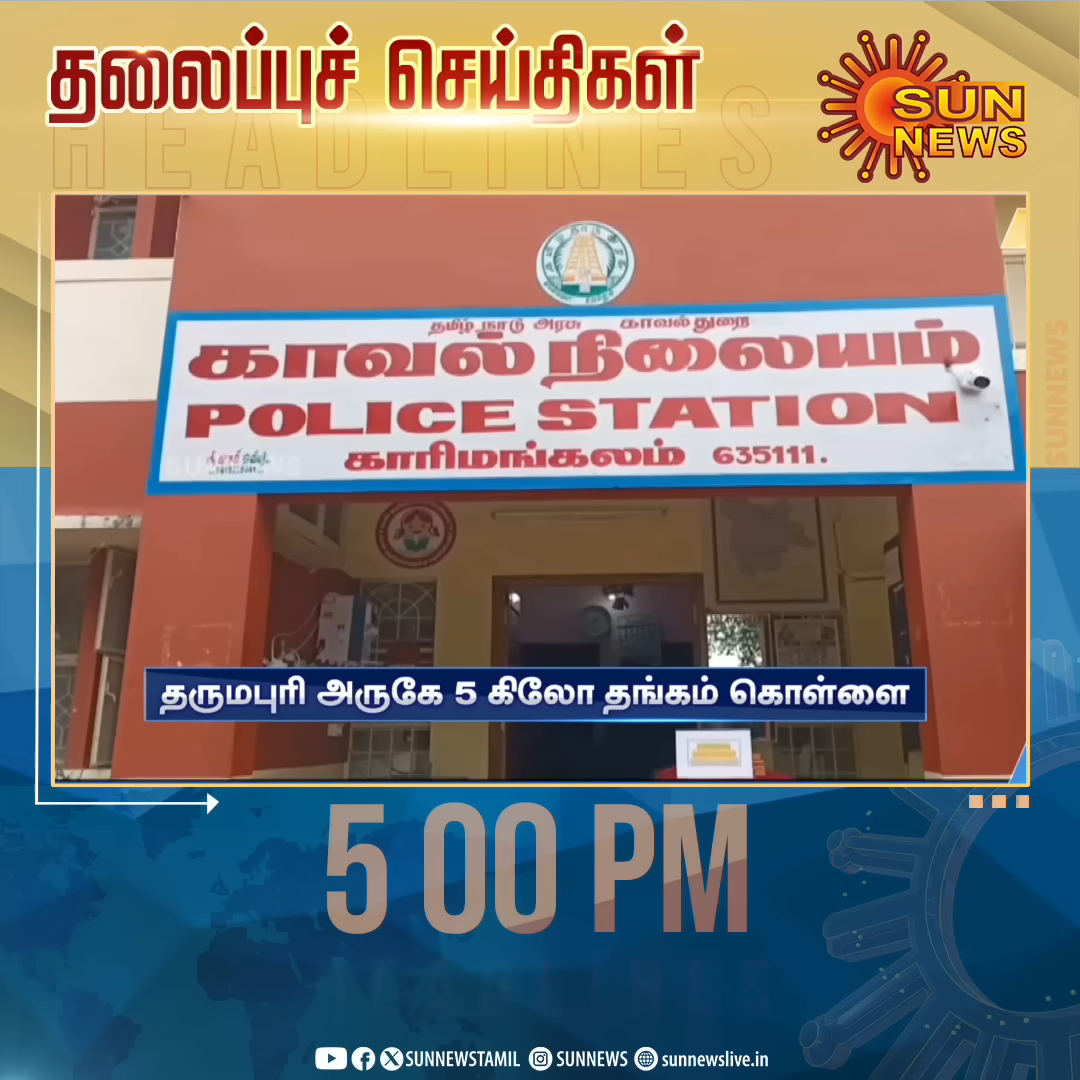 தலைப்புச் செய்திகள்
HEADLINES
SUN
NEWS
தமிழ் நாடு அரசு காவல் துறை
காவல் நிலையம்
POLICE STATION
காரிமங்கலம் 635111.
SUNNEWS
தருமபுரி அருகே 5 கிலோ தங்கம் கொள்ளை
5 00 PM
SUNNEWSTAMIL SUNNEWS sunnewslive.in